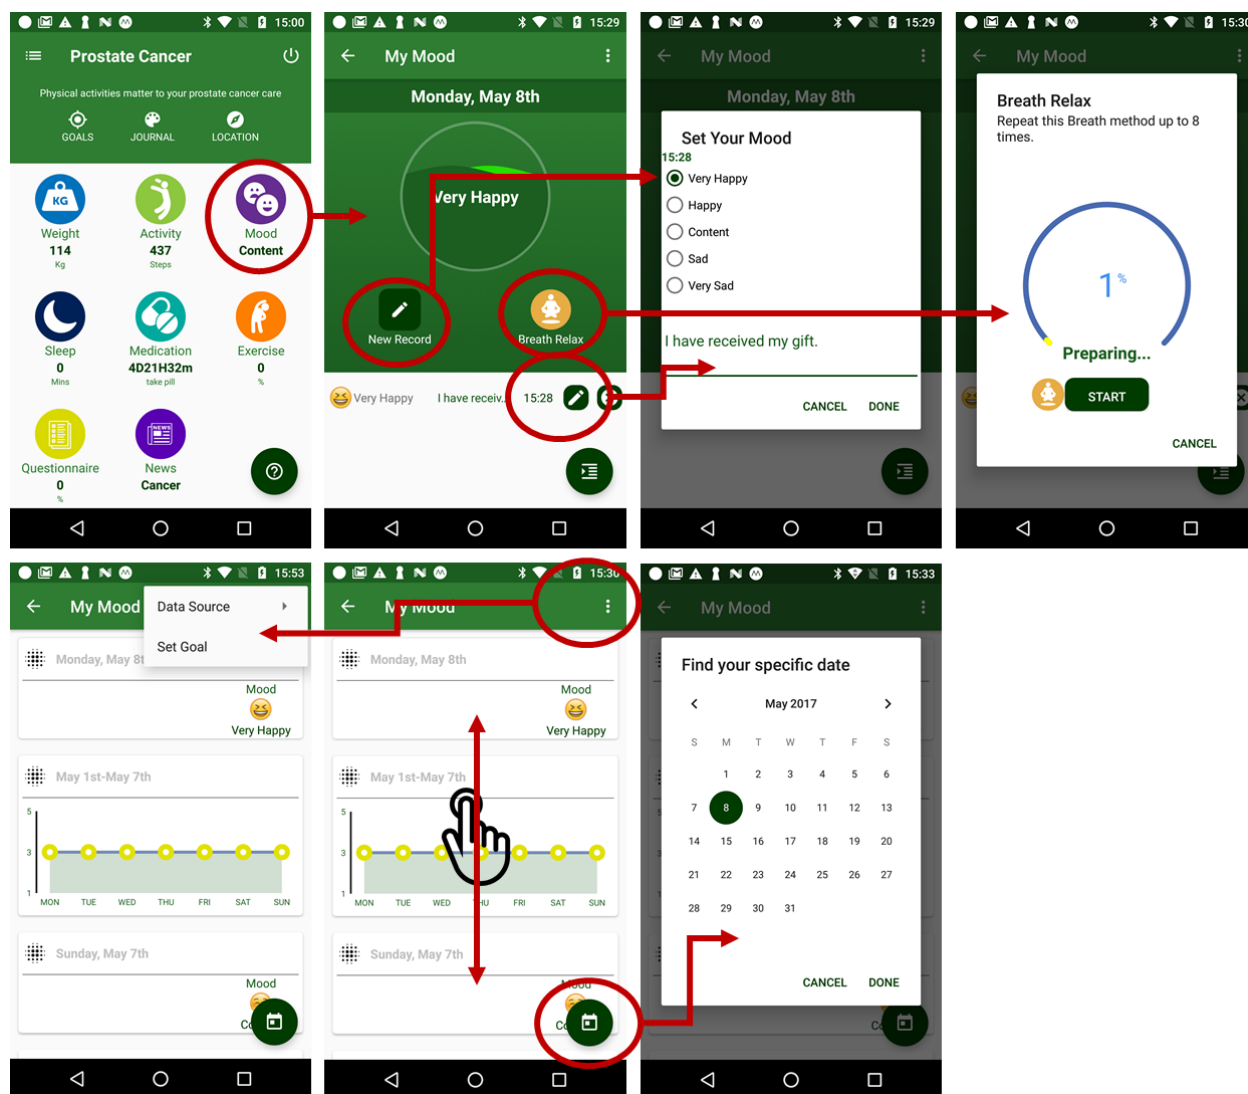 15:00
Prostate Cancer
Physical activities matter to your prostate cancer care
GOALS JOURNAL LOCATION
KG
Weight Activity Mood
114 437 Content
Kg Steps
Sleep Medication Exercise
0 4D21H32m 0
Mins take pill %
NEWS
Questionnaire News
0 Cancer
%
15:29
My Mood
Monday, May 8th
Very Happy
New Record Breath Relax
Very Happy I have receiv.. 15:28
15:29
My Mood
Monday, May 8th
Set Your Mood
15:28
Very Happy
Happy
Content
Sad
Very Sad
I have received my gift.
CANCEL DONE
15:30
My Mood
Breath Relax
Repeat this Breath method up to 8
times.
1 %
Preparing...
START
CANCEL
15:53
My Mood
Data Source
Set Goal
Monday, May 8t
Mood
Very Happy
May 1st-May 7th
5
3
1
MON TUE WED THU FRI SAT SUN
Sunday, May 7th
Mood
15:30
My Mood
Monday, May 8th
Mood
Very Happy
May 1st-May 7th
5
3
1
MON TUE WED THU FRI SAT SUN
Sunday, May 7th
Mood
15:33
My Mood
Find your specific date
May 2017
S M T W T F S
1 2 3 4 5 6
7 8 9 10 11 12 13
14 15 16 17 18 19 20
21 22 23 24 25 26 27
28 29 30 31
CANCEL DONE